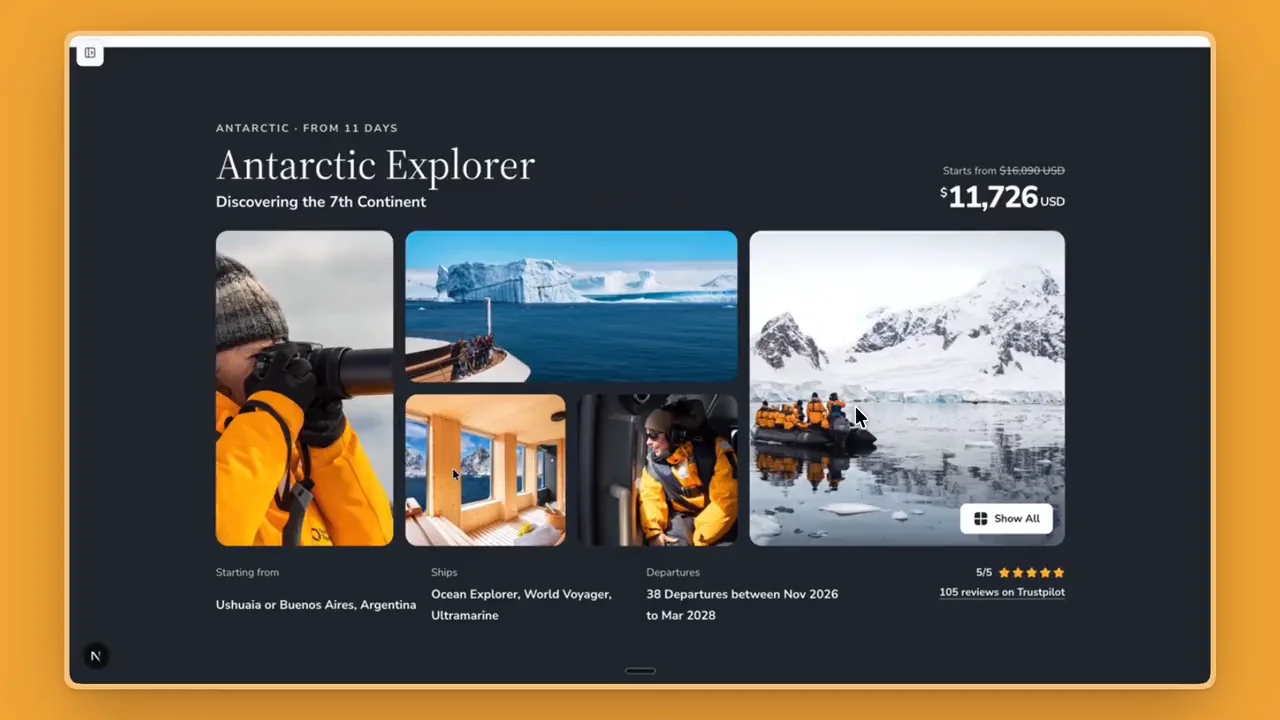 ANTARCTIC · FROM 11 DAYS
Antarctic Explorer
Discovering the 7th Continent
Starts from $16,090 USD
$11,726 USD
Show All
Starting from
Ushuaia or Buenos Aires, Argentina
Ships
Ocean Explorer, World Voyager,
Ultramarine
Departures
38 Departures between Nov 2026
to Mar 2028
5/5
105 reviews on Trustpilot
N